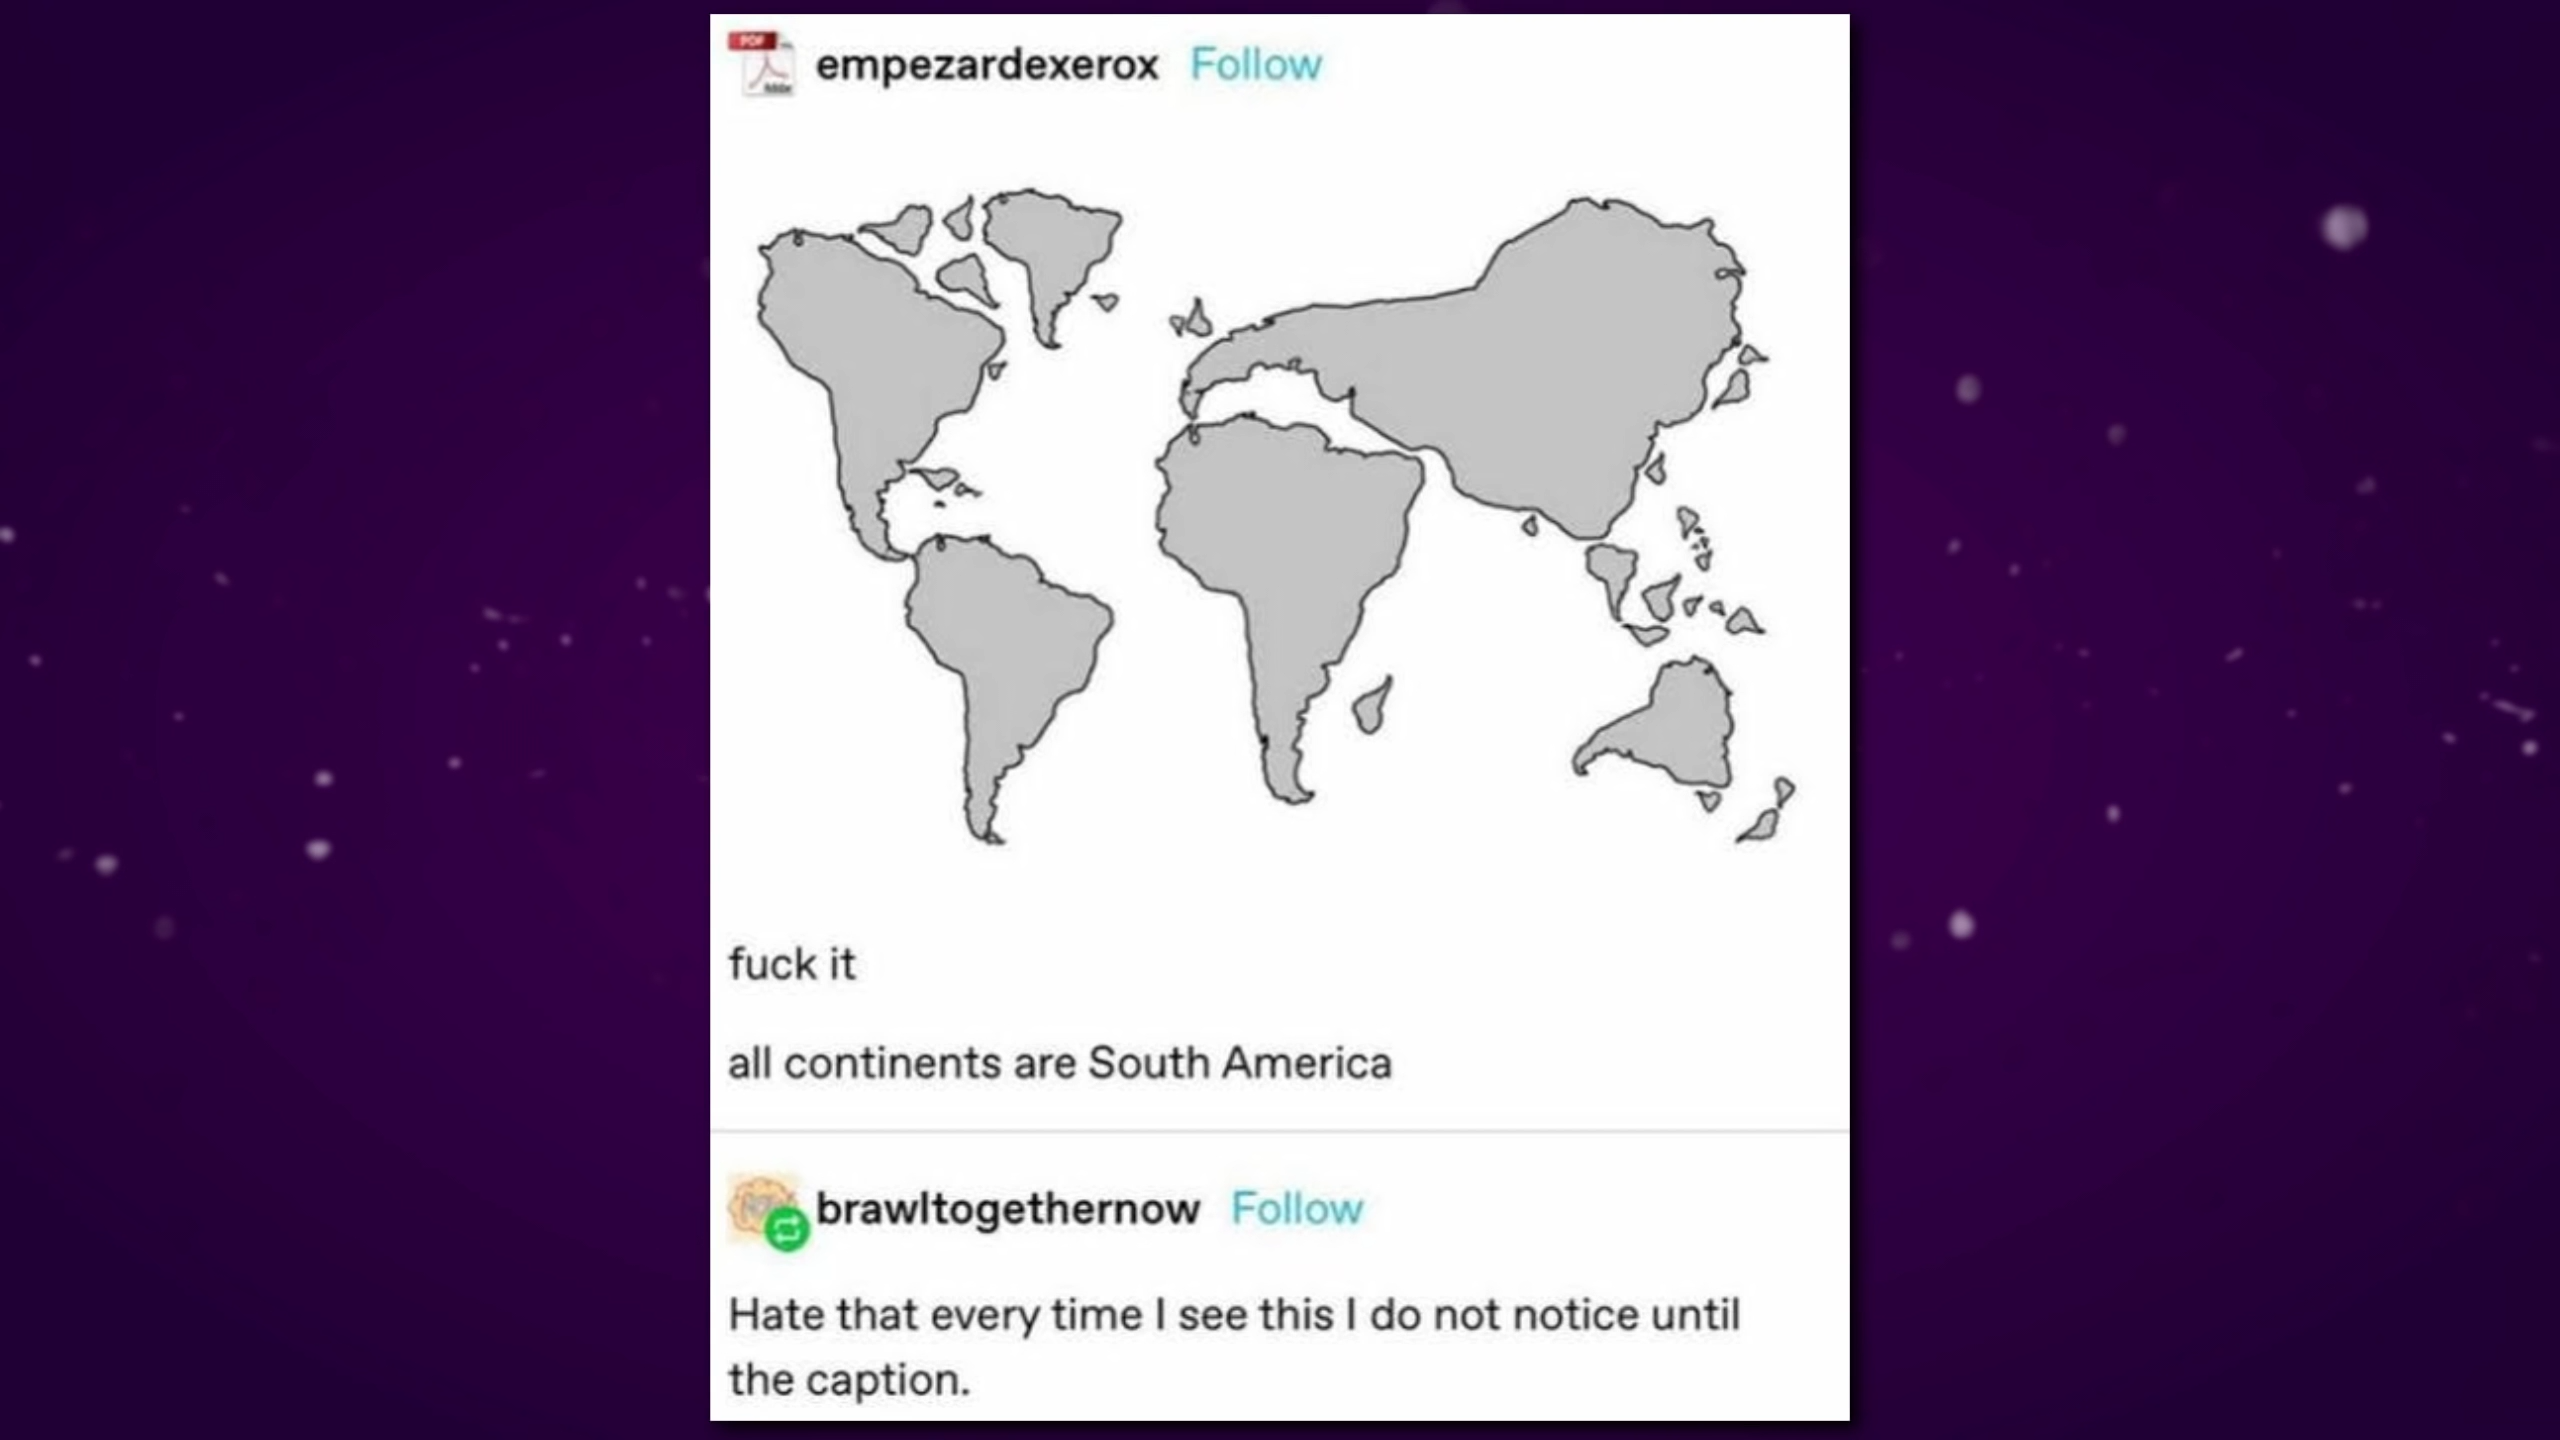 PDF
empezardexerox Follow
fuck it
all continents are South America
brawltogethernow Follow
Hate that every time I see this I do not notice until
the caption.